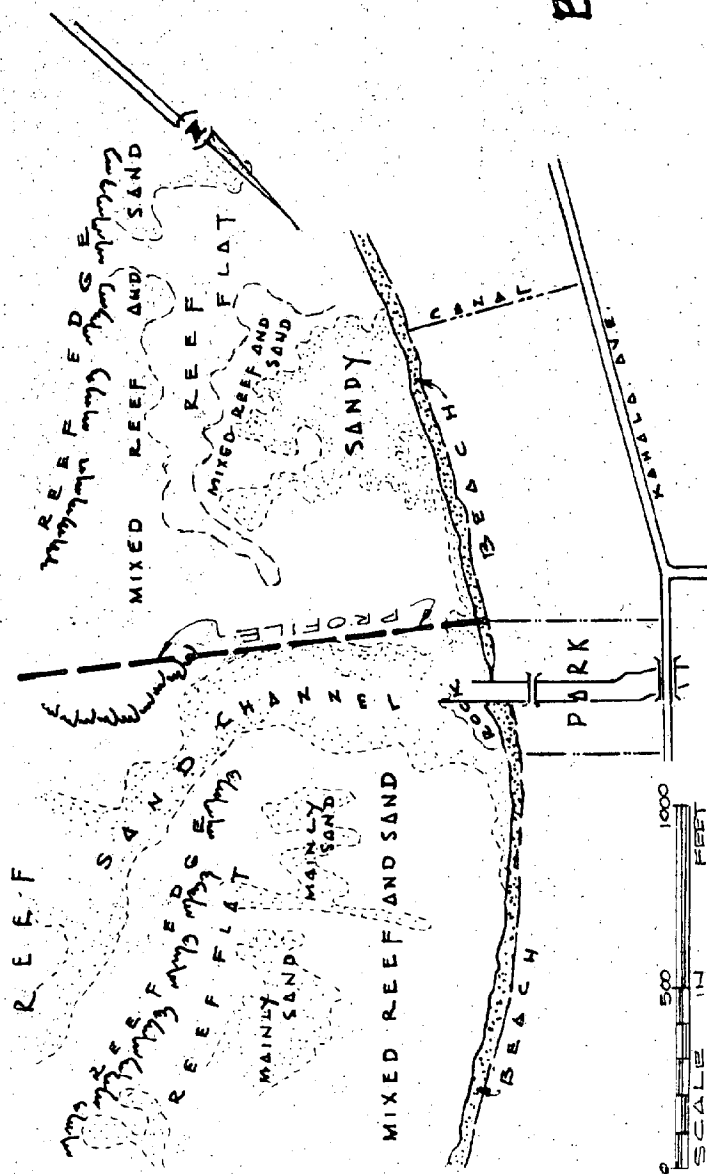 REEF EDGE
MIXED REEF AND SAND
REEF FLAT
MIXED REEF AND
SAND
SANDY
N
BEACH
CANAL
KAHALA AVE.
PROFILE
PARK
ROCK
REEF
SAND CHANNEL
REEF EDGE
REEF FLAT
MAINLY
SAND
MAINLY
SAND
MIXED REEF AND SAND
BEACH
0 500 1000
SCALE IN FEET